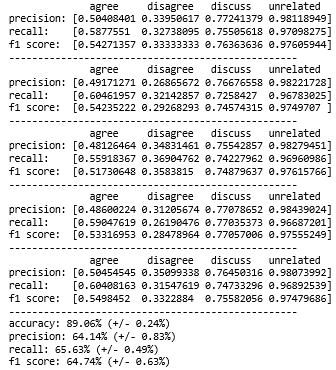 agree disagree discuss unrelated
precision: [0.50408401 0.33950617 0.77241379 0.98118949]
recall: [0.5877551 0.32738095 0.75505618 0.97098275]
f1 score: [0.54271357 0.33333333 0.76363636 0.97605944]
------------------------------------------------
agree disagree discuss unrelated
precision: [0.49171271 0.26865672 0.76676558 0.98221728]
recall: [0.60461957 0.32142857 0.7258427 0.96783025]
f1 score: [0.54235222 0.29268293 0.74574315 0.9749707 ]
------------------------------------------------
agree disagree discuss unrelated
precision: [0.48126464 0.34831461 0.75542857 0.98279451]
recall: [0.55918367 0.36904762 0.74227962 0.96960986]
f1 score: [0.51730648 0.3583815 0.74879637 0.97615766]
------------------------------------------------
agree disagree discuss unrelated
precision: [0.48600224 0.31205674 0.77078652 0.98439024]
recall: [0.59047619 0.26190476 0.77035373 0.96687201]
f1 score: [0.53316953 0.28478964 0.77057006 0.97555249]
------------------------------------------------
agree disagree discuss unrelated
precision: [0.50454545 0.35099338 0.76450316 0.98073992]
recall: [0.60408163 0.31547619 0.74733296 0.96892539]
f1 score: [0.5498452 0.3322884 0.75582056 0.97479686]
------------------------------------------------
accuracy: 89.06% (+/- 0.24%)
precision: 64.14% (+/- 0.83%)
recall: 65.63% (+/- 0.49%)
f1 score: 64.74% (+/- 0.63%)